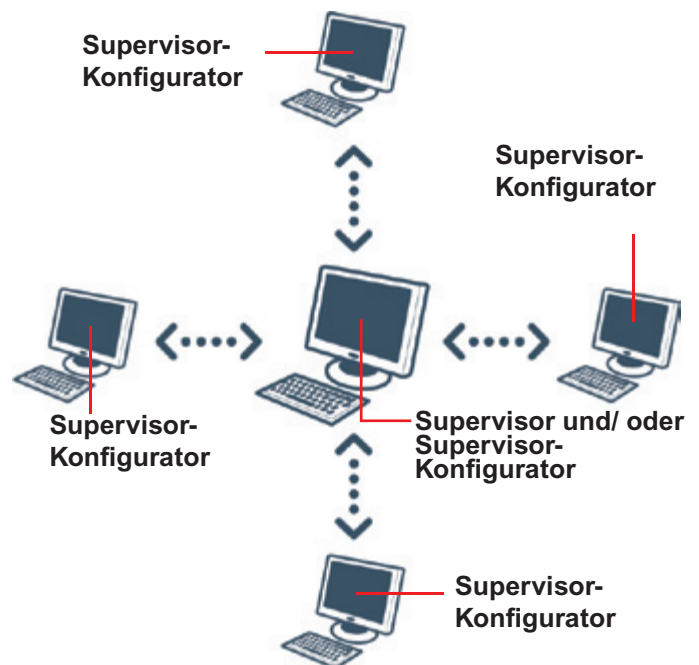 Supervisor-
Konfigurator
Supervisor-
Konfigurator
Supervisor-
Konfigurator
Supervisor und/ oder
Supervisor-
Konfigurator
Supervisor-
Konfigurator